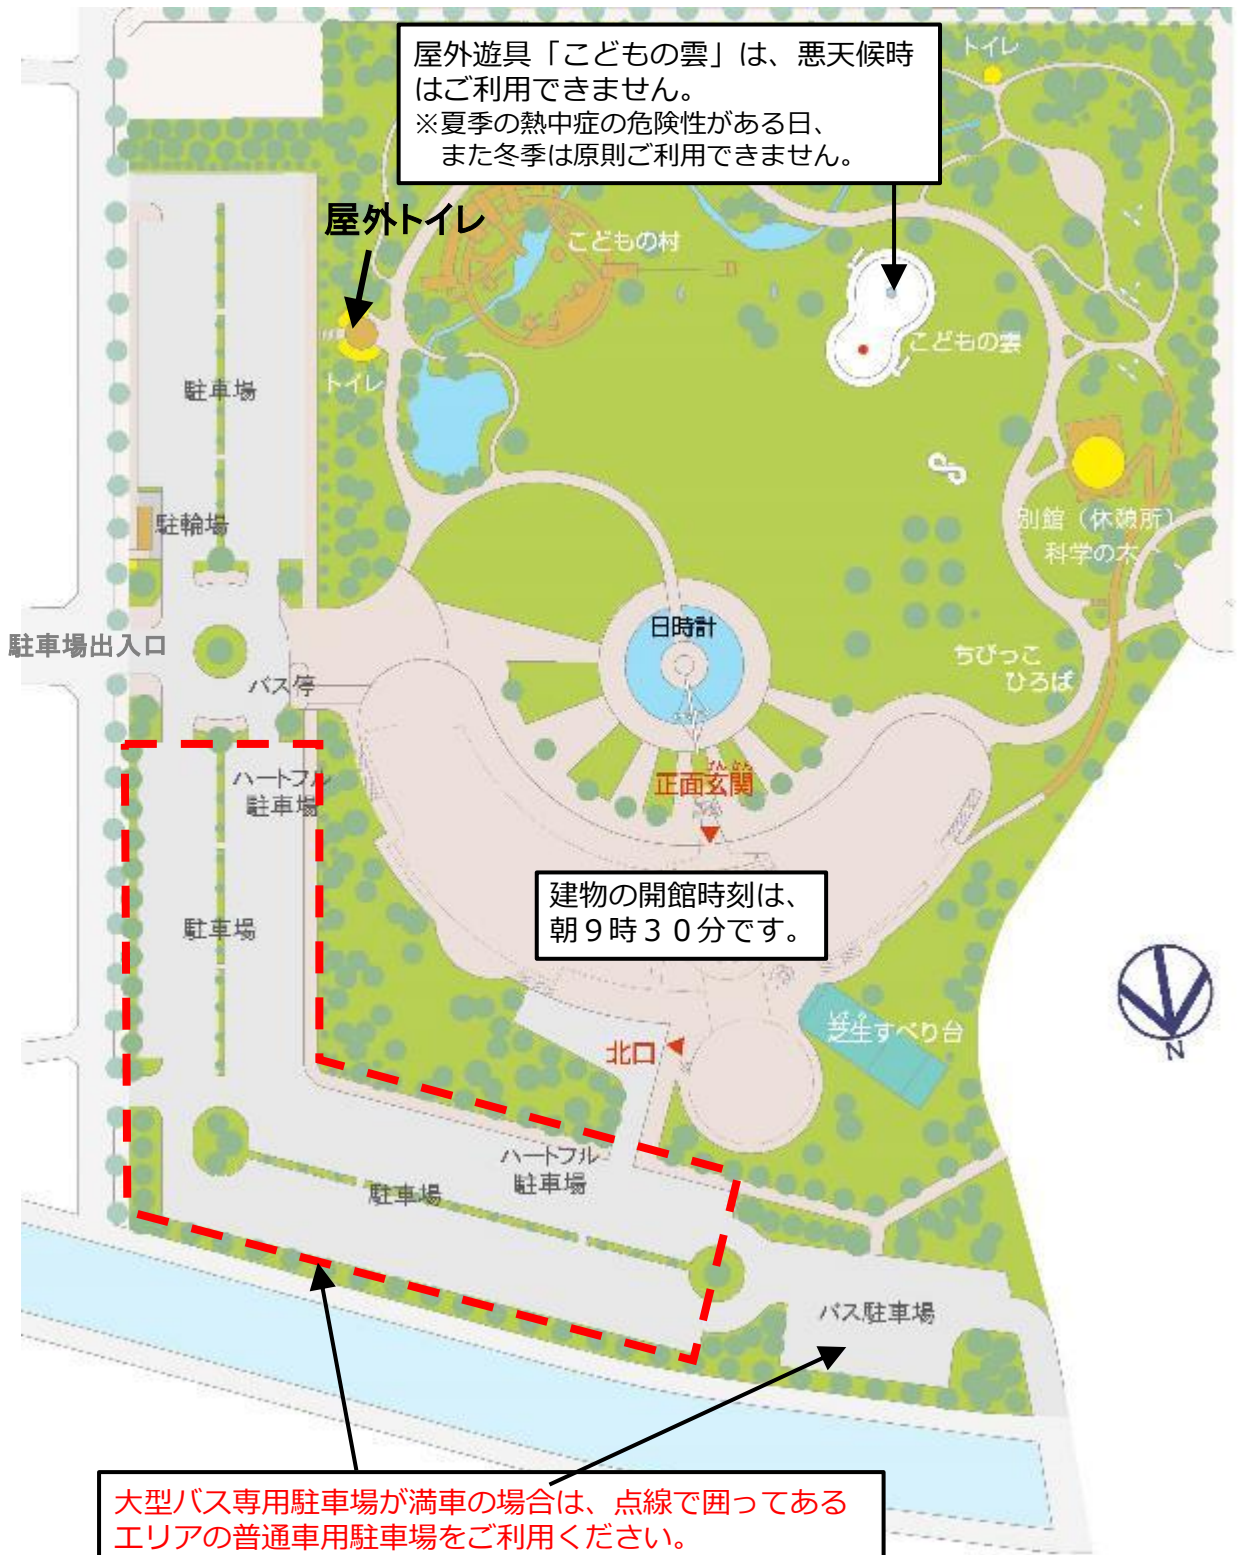 屋外遊具「こどもの雲」は、悪天候時
はご利用できません。
※夏季の熱中症の危険性がある日、
また冬季は原則ご利用できません。
トイレ
屋外トイレ
こどもの村
こどもの雲
トイレ
駐車場
駐輪場
別館（休憩所）
科学の木
駐車場出入口
日時計
ちびっこ
ひろば
バス停
げんかん
正面玄関
ハートフル
駐車場
建物の開館時刻は、
朝９時３０分です。
駐車場
しばふ
芝生すべり台
北口
N
ハートフル
駐車場
駐車場
バス駐車場
大型バス専用駐車場が満車の場合は、点線で囲ってある
エリアの普通車用駐車場をご利用ください。